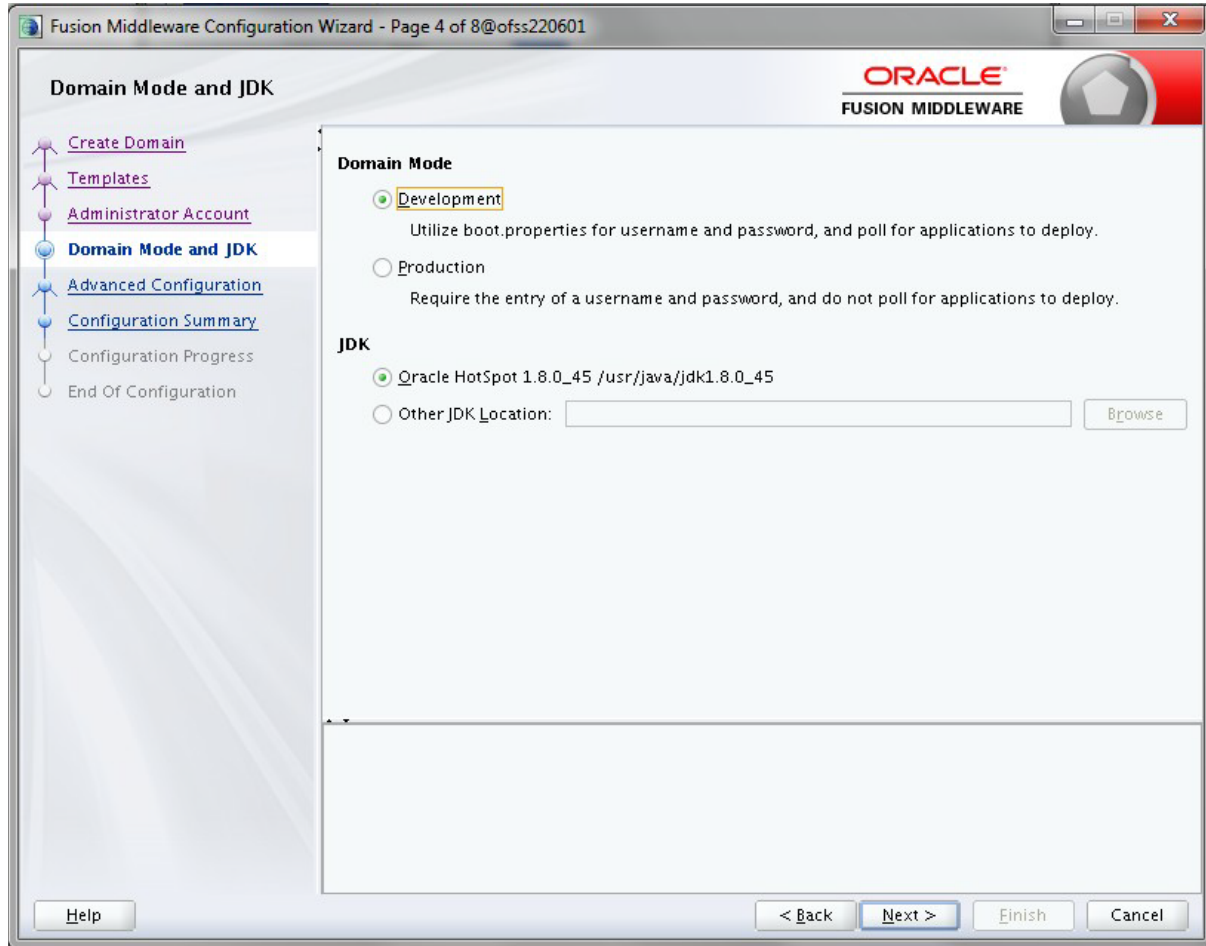 Fusion Middleware Configuration Wizard - Page 4 of 8@ofss220601
Domain Mode and JDK
ORACLE
FUSION MIDDLEWARE
Create Domain
Templates
Administrator Account
Domain Mode and JDK
Advanced Configuration
Configuration Summary
Configuration Progress
End Of Configuration
Domain Mode
Development
Utilize boot.properties for username and password, and poll for applications to deploy.
Production
Require the entry of a username and password, and do not poll for applications to deploy.
JDK
Oracle HotSpot 1.8.0_45 /usr/java/jdk1.8.0_45
Other JDK Location:
Browse
Help
< Back
Next >
Finish
Cancel